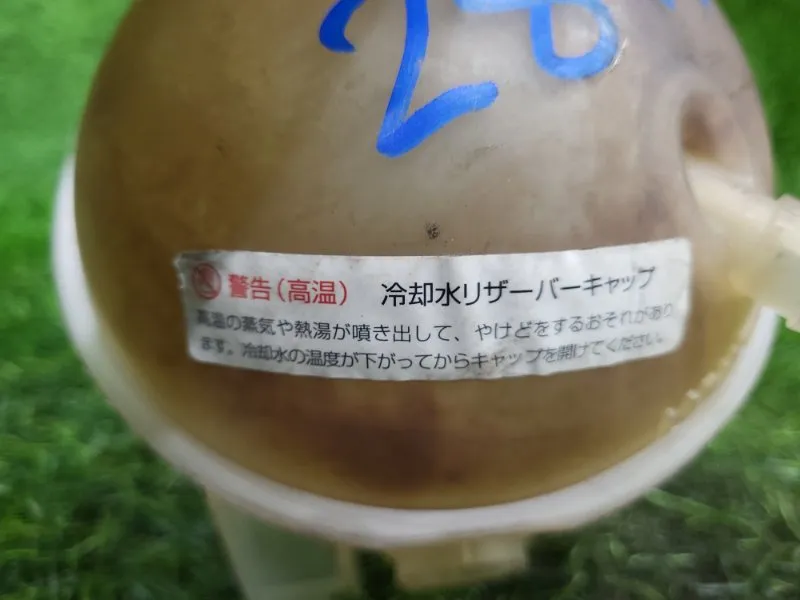 28
警告(高温) 冷却水リザーバーキャップ
高温の蒸気や熱湯が噴き出して、やけどをするおそれがあり
ます。冷却水の温度が下がってからキャップを開けてください。